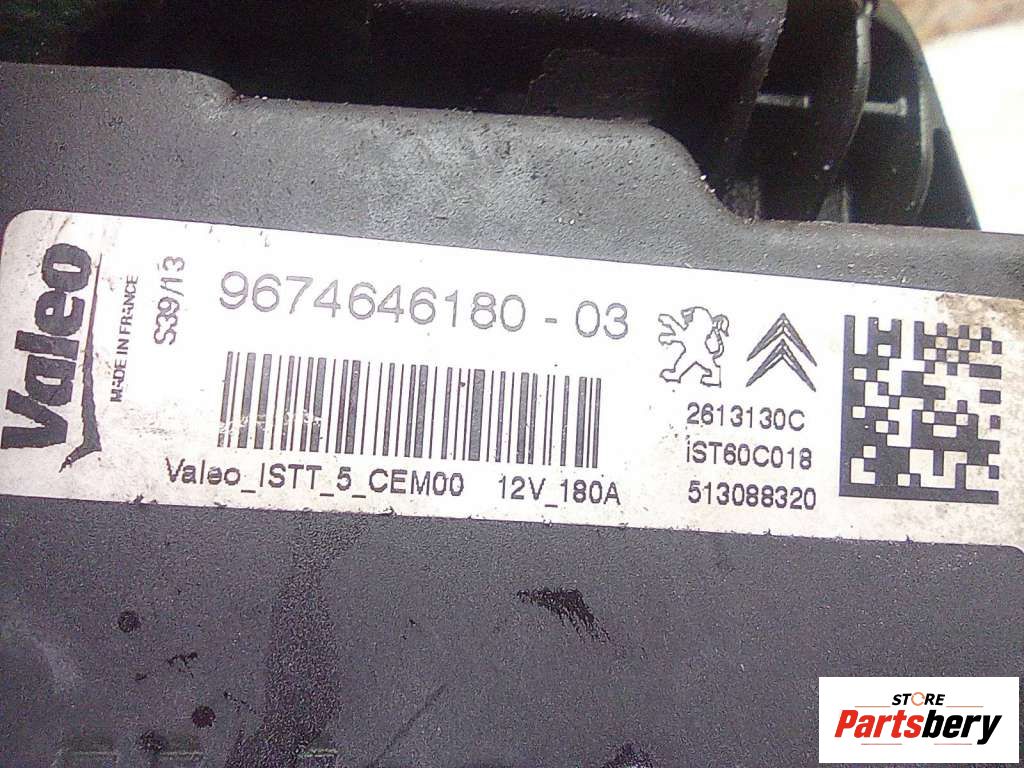 Valeo
MADE IN FRANCE
S39/13
9674646180 - 03
2613130C
iST60C018
513088320
Valeo_ISTT_5_CEM00 12V_180A
STORE
Partsbery